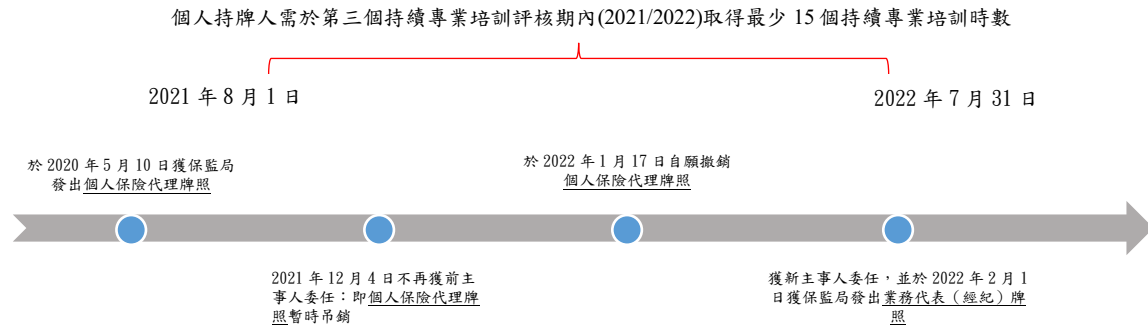 個人持牌人需於第三個持續專業培訓評核期內(2021/2022)取得最少 15 個持續專業培訓時數
2021 年 8 月 1 日
2022 年 7 月 31 日
於 2020 年 5 月 10 日獲保監局
發出個人保險代理牌照
於 2022 年 1 月 17 日自願撤銷
個人保險代理牌照
2021 年 12 月 4 日不再獲前主
事人委任：即個人保險代理牌
照暫時吊銷
獲新主事人委任，並於 2022 年 2 月 1
日獲保監局發出業務代表（經紀）牌
照